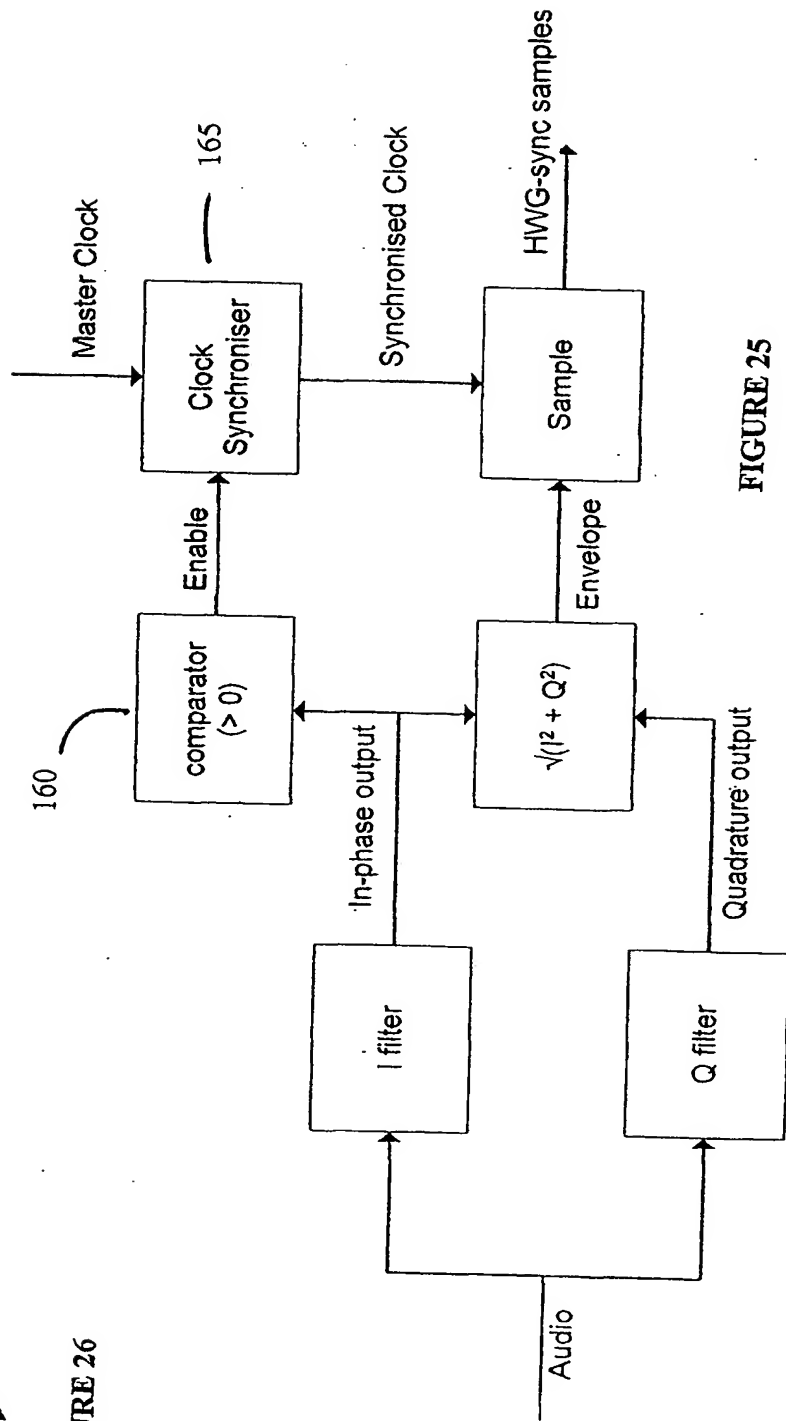 Master Clock
160
165
comparator
(> 0)
Enable
Clock
Synchroniser
Synchronised Clock
I filter
In-phase output
Audio
√(I² + Q²)
Envelope
Sample
HWG-sync samples
Q filter
Quadrature output
FIGURE 25
URE 26